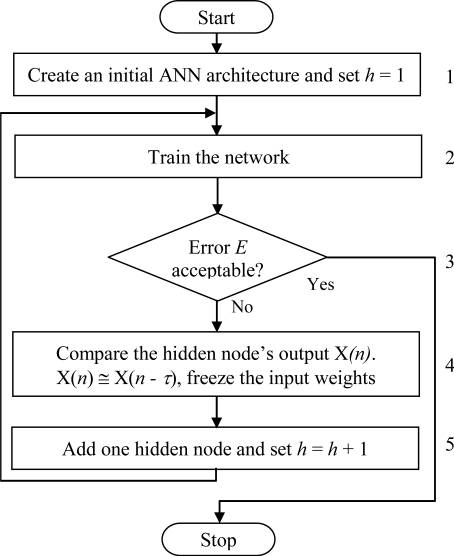 Start
Create an initial ANN architecture and set h = 1
1
Train the network
2
Error E
acceptable?
3
Yes
No
Compare the hidden node's output X(n).
X(n) ≅ X(n - τ), freeze the input weights
4
Add one hidden node and set h = h + 1
5
Stop